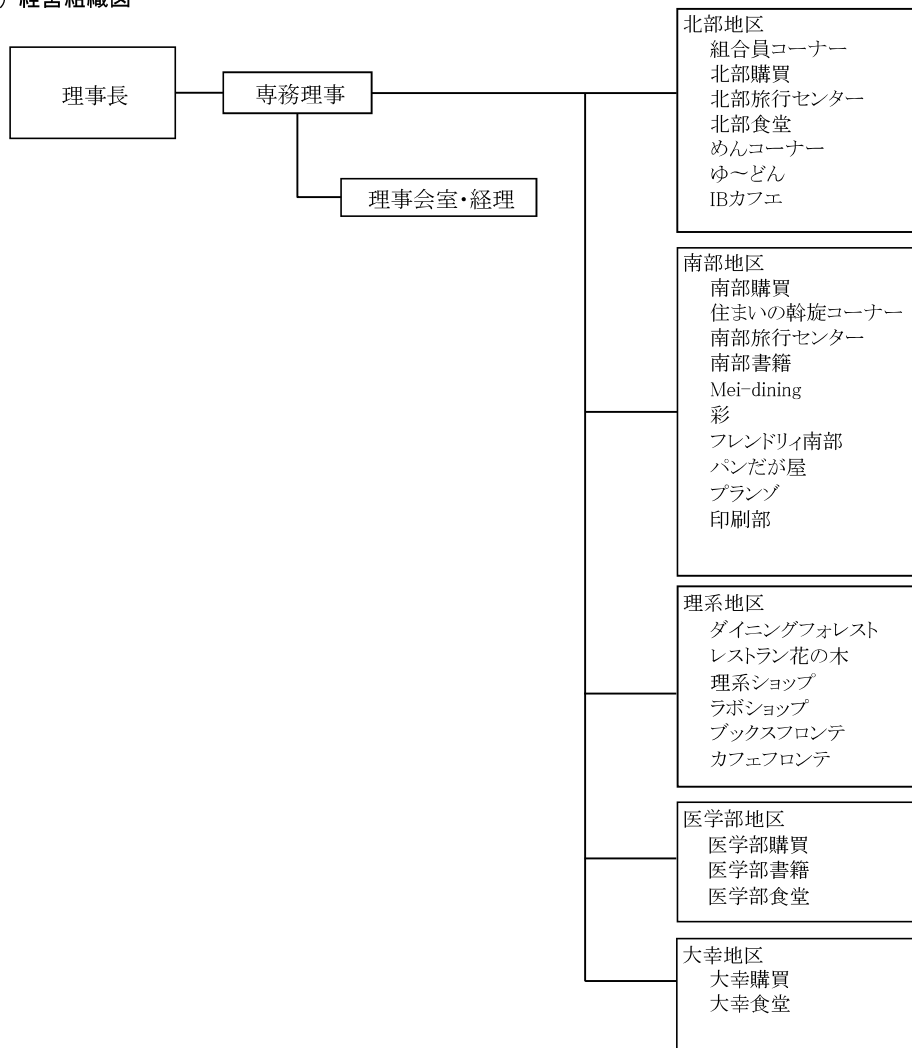 経営組織図
理事長
専務理事
理事会室・経理
北部地区
組合員コーナー
北部購買
北部旅行センター
北部食堂
めんコーナー
ゆ～どん
IBカフエ
南部地区
南部購買
住まいの斡旋コーナー
南部旅行センター
南部書籍
Mei-dining
彩
フレンドリィ南部
パンだが屋
プランゾ
印刷部
理系地区
ダイニングフォレスト
レストラン花の木
理系ショップ
ラボショップ
ブックスフロンテ
カフェフロンテ
医学部地区
医学部購買
医学部書籍
医学部食堂
大幸地区
大幸購買
大幸食堂